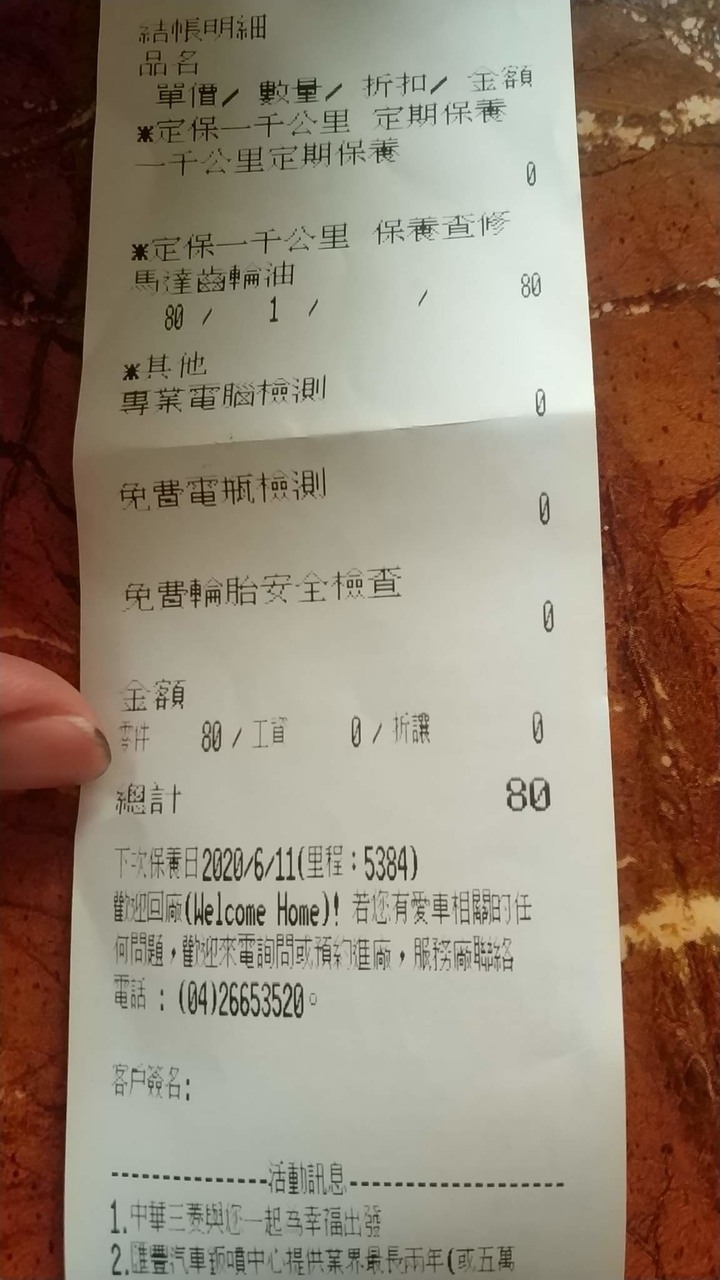 結帳明細
品名
單價/ 數量/ 折扣/ 金額
*定保一千公里 定期保養
一千公里定期保養
0
*定保一千公里 保養查修
馬達齒輪油
80 / 1 / / 80
*其他
專業電腦檢測
0
免費電瓶檢測
0
免費輪胎安全檢查
0
金額
零件 80 / 工資 0 / 折讓 0
總計 80
下次保養日2020/6/11(里程:5384)
歡迎回廠(Welcome Home)! 若您有愛車相關的任
何問題,歡迎來電詢問或預約進廠,服務廠聯絡
電話 : (04)26653520。
客戶簽名:
---------------活動訊息---------------------
1.中華三菱與您一起為幸福出發
2.匯豐汽車鈑噴中心提供業界最長兩年(或五萬